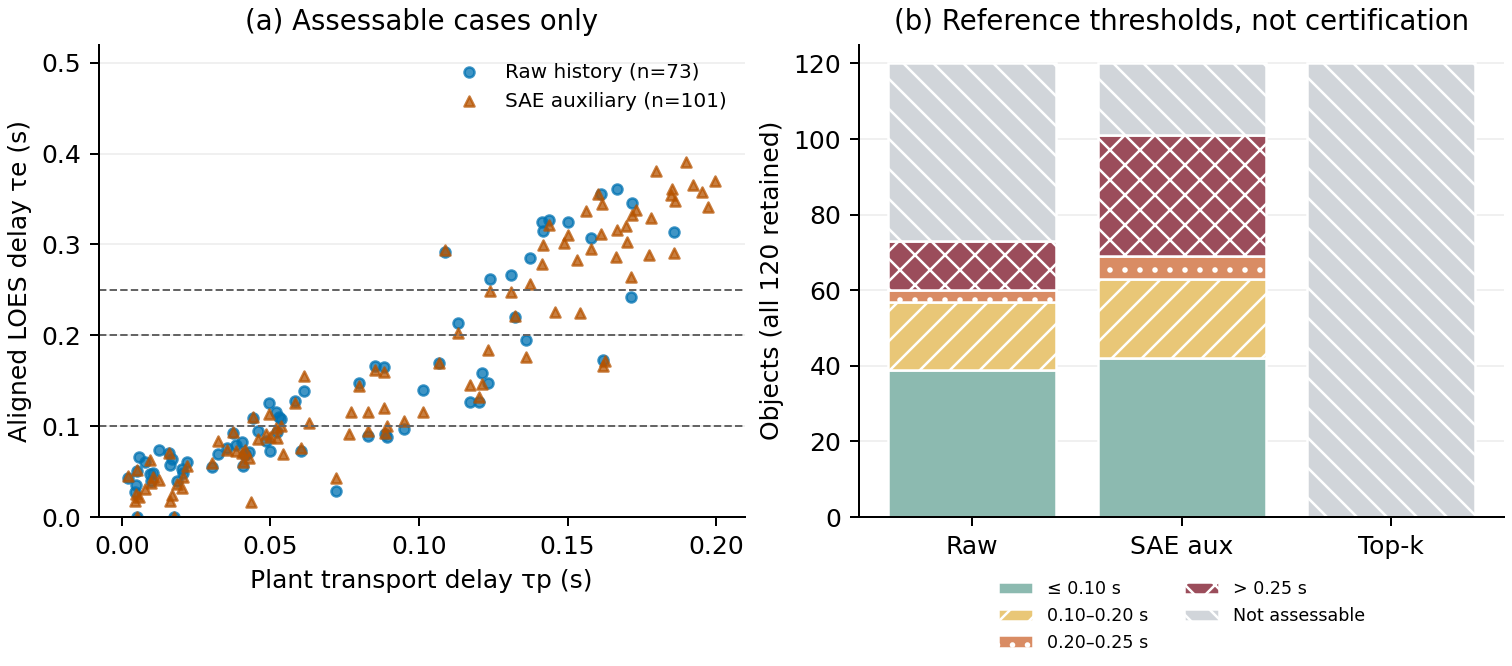 (a) Assessable cases only
Aligned LOES delay τe (s)
0.5
0.4
0.3
0.2
0.1
0.0
Raw history (n=73)
SAE auxiliary (n=101)
0.00 0.05 0.10 0.15 0.20
Plant transport delay τp (s)
(b) Reference thresholds, not certification
Objects (all 120 retained)
120
100
80
60
40
20
0
Raw SAE aux Top-k
≤ 0.10 s
0.10–0.20 s
0.20–0.25 s
> 0.25 s
Not assessable